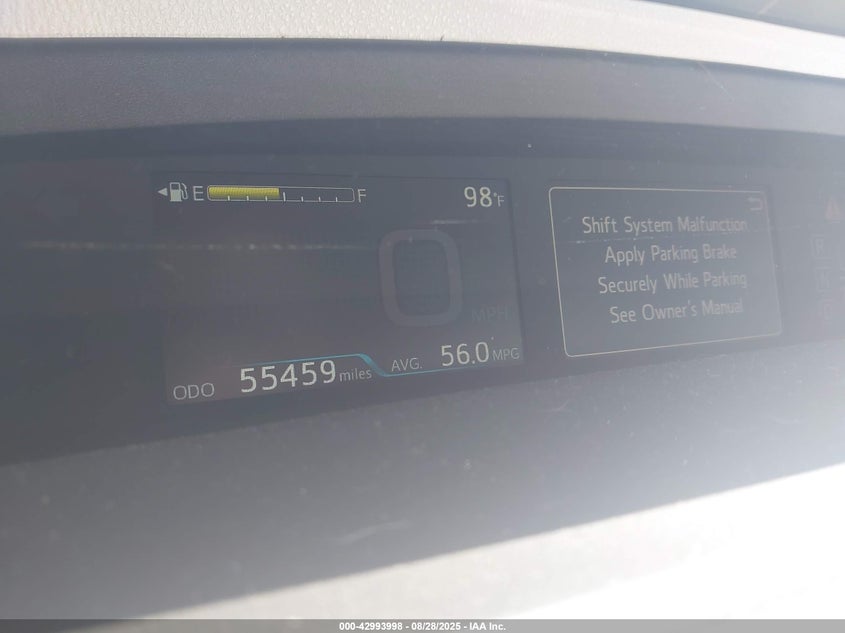 E F 98°F
0
MPH
ODO 55459 miles AVG. 56.0 MPG
Shift System Malfunction
Apply Parking Brake
Securely While Parking
See Owner's Manual
000-42993998 - 08/28/2025 - IAA Inc.